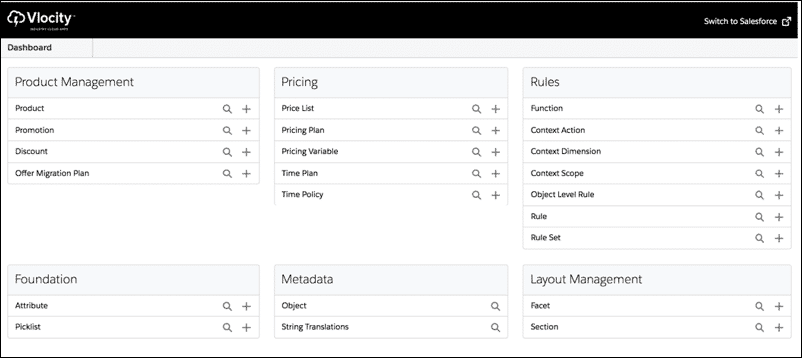 Vlocity™
INDUSTRY CLOUD APPS
Switch to Salesforce
Dashboard
Product Management
Product
Promotion
Discount
Offer Migration Plan
Pricing
Price List
Pricing Plan
Pricing Variable
Time Plan
Time Policy
Rules
Function
Context Action
Context Dimension
Context Scope
Object Level Rule
Rule
Rule Set
Foundation
Attribute
Picklist
Metadata
Object
String Translations
Layout Management
Facet
Section